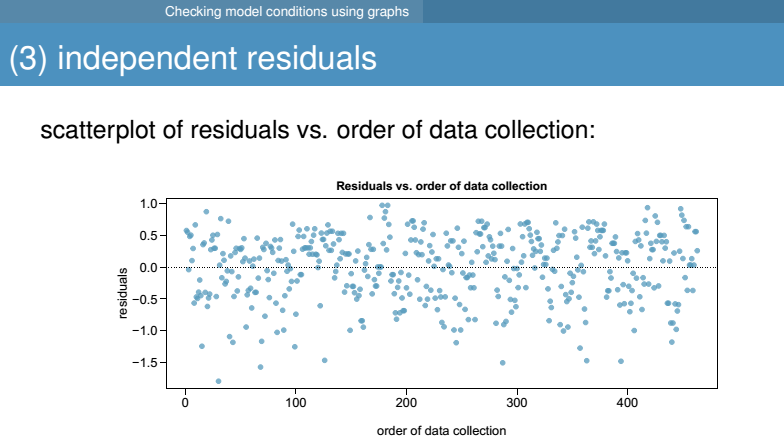 Checking model conditions using graphs
(3) independent residuals
scatterplot of residuals vs. order of data collection:
Residuals vs. order of data collection
residuals
1.0
0.5
0.0
−0.5
−1.0
−1.5
0 100 200 300 400
order of data collection